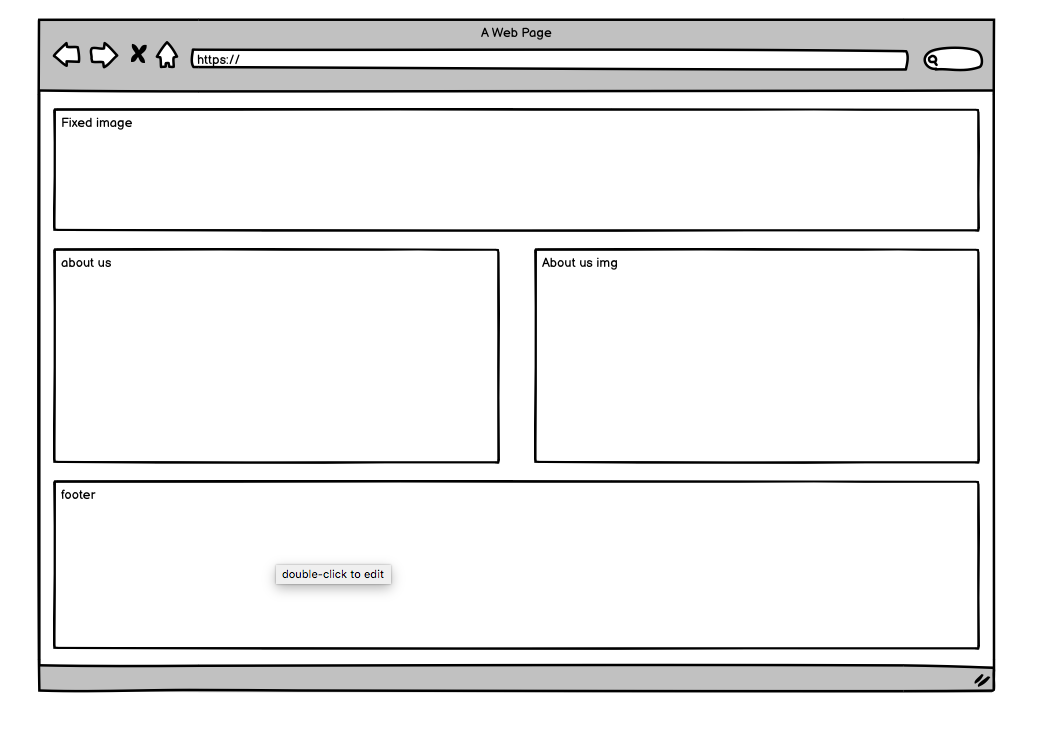 A Web Page
https://
Fixed image
about us
About us img
footer
double-click to edit